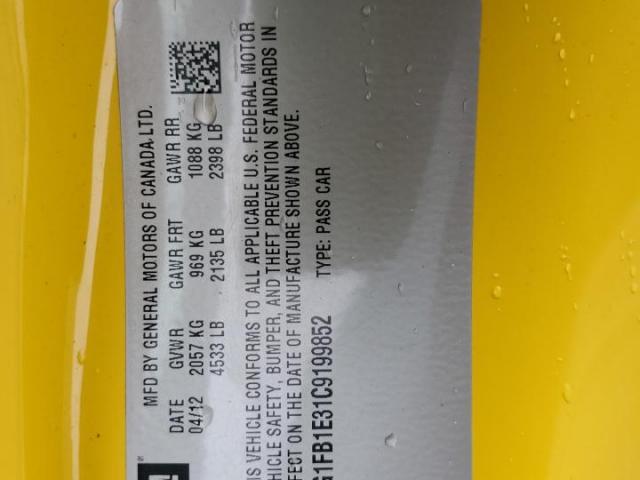 MFD BY GENERAL MOTORS OF CANADA LTD.
DATE GVWR GAWR FRT GAWR RR
04/12 2057 KG 969 KG 1088 KG
4533 LB 2135 LB 2398 LB
IS VEHICLE CONFORMS TO ALL APPLICABLE U.S. FEDERAL MOTOR
HICLE SAFETY, BUMPER, AND THEFT PREVENTION STANDARDS IN
FECT ON THE DATE OF MANUFACTURE SHOWN ABOVE.
G1FB1E31C9199852 TYPE: PASS CAR